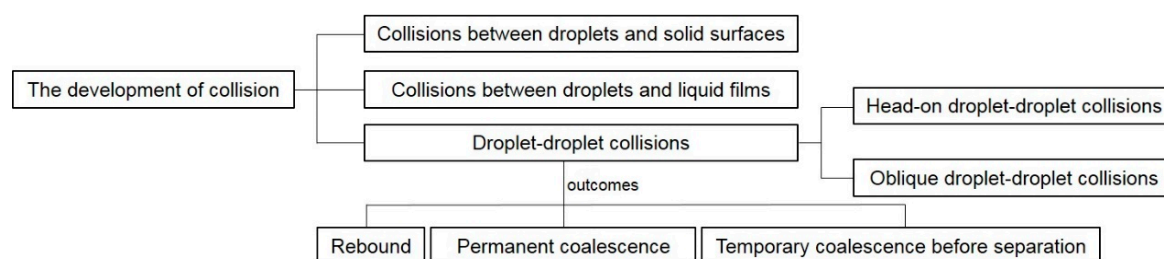 Collisions between droplets and solid surfaces
The development of collision
Collisions between droplets and liquid films
Head-on droplet-droplet collisions
Droplet-droplet collisions
Oblique droplet-droplet collisions
outcomes
Rebound
Permanent coalescence
Temporary coalescence before separation